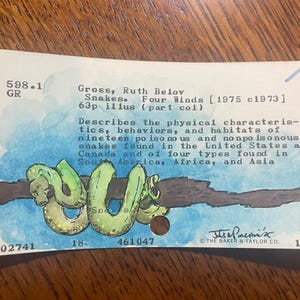 598.1 Gross, Ruth Belov
GR Snakes. Four Winds [1975 c1973]
63p illus (part col)
Describes the physical characteris-
tics, behaviors, and habitats of
nineteen poisonous and nonpoisonous
snakes found in the United States a
Canada and of four types found in
South America, Africa, and Asia
Snakes
© THE BAKER & TAYLOR CO.
02741 18 461047 1